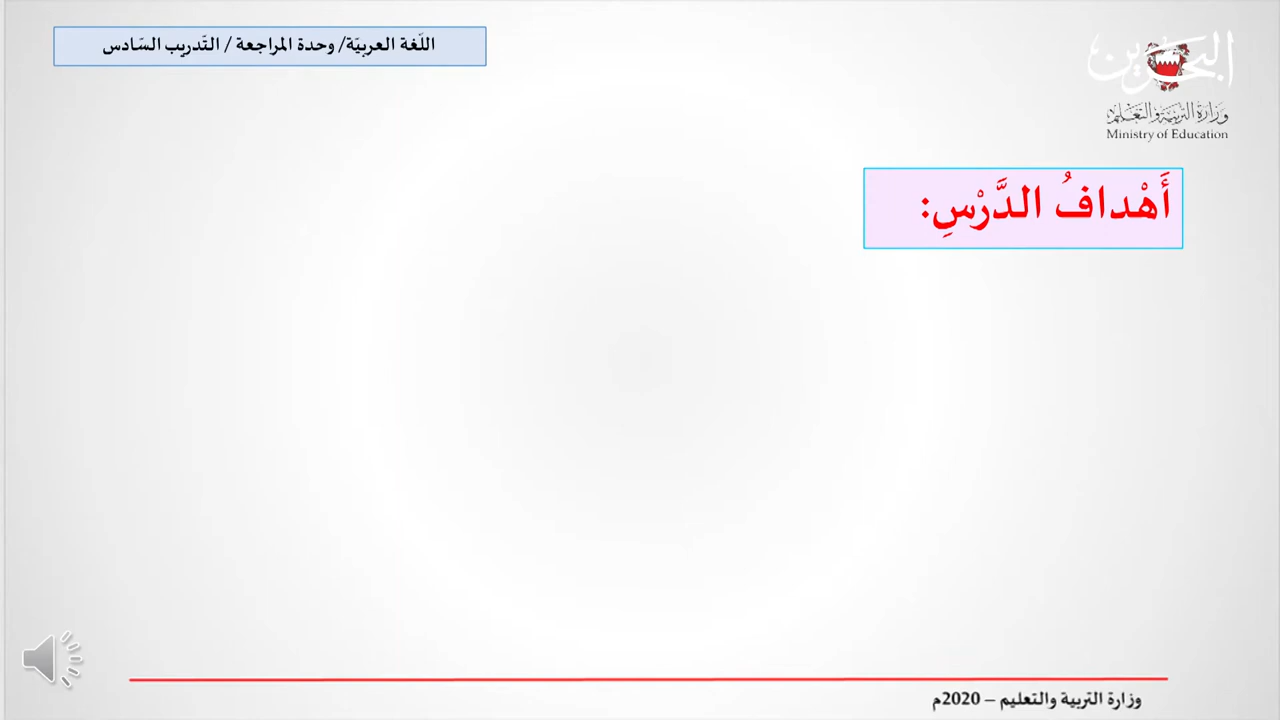 اللّغة العربيّة/ وحدة المراجعة / التّدريب السّادس
البحرين
وزارة التربية والتعليم
Ministry of Education
أَهْدافُ الدَّرْسِ:
وزارة التربية والتعليم – 2020م